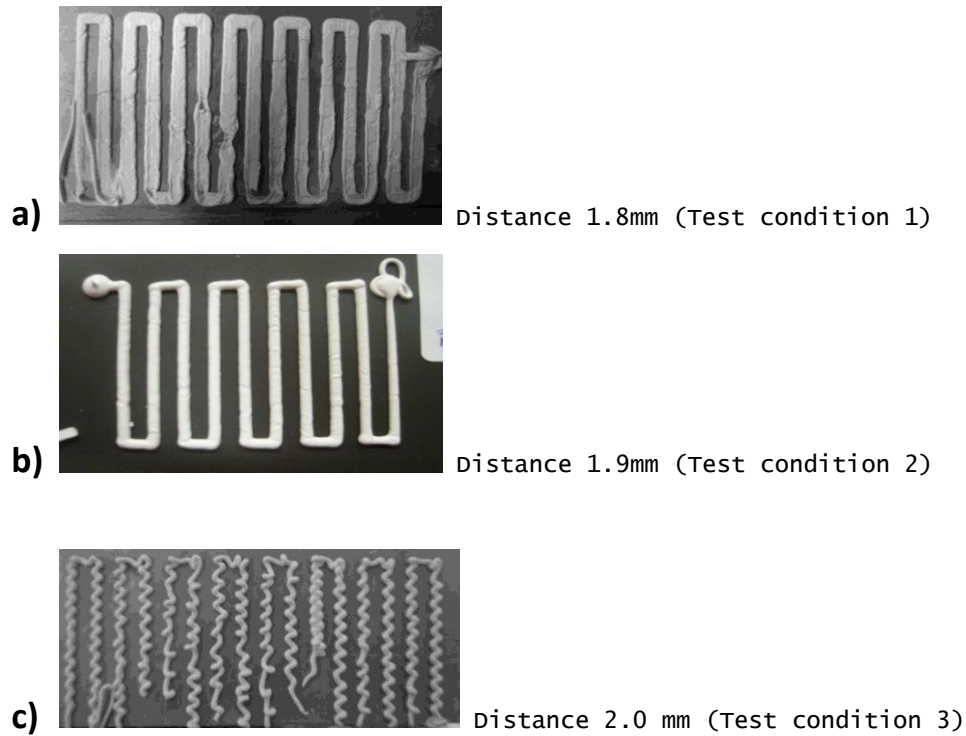 a) Distance 1.8mm (Test condition 1)
b) Distance 1.9mm (Test condition 2)
c) Distance 2.0 mm (Test condition 3)